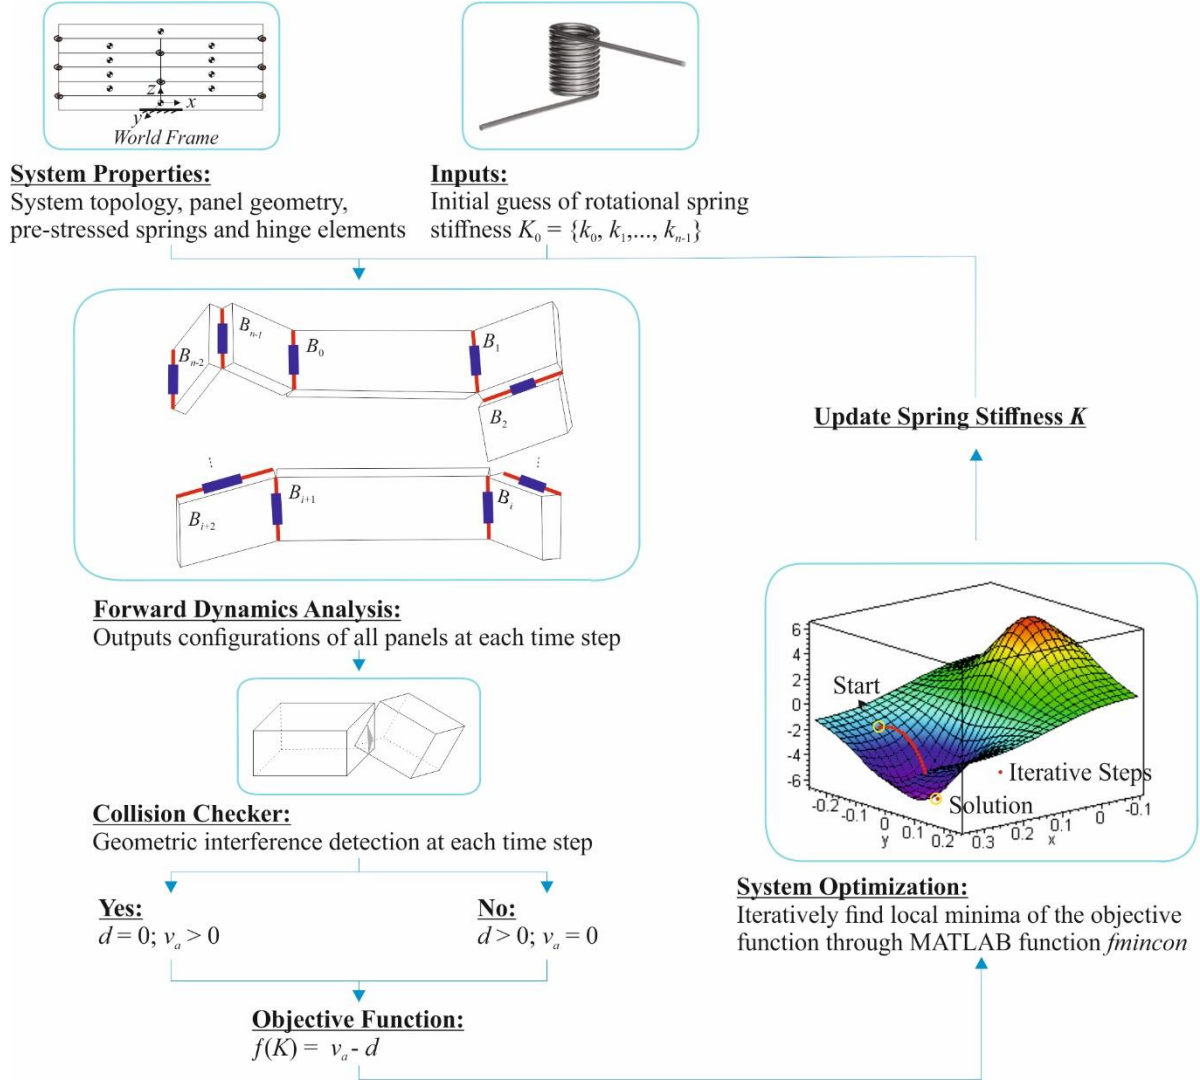 z
x
y
World Frame
System Properties:
System topology, panel geometry,
pre-stressed springs and hinge elements
Inputs:
Initial guess of rotational spring
stiffness K₀ = {k₀, k₁,..., kₙ₋₁}
Bₙ₋₂
Bₙ₋₁
B₀
B₁
B₂
...
...
Bᵢ₊₂
Bᵢ₊₁
Bᵢ
Forward Dynamics Analysis:
Outputs configurations of all panels at each time step
Collision Checker:
Geometric interference detection at each time step
Yes:
d = 0; vₐ > 0
No:
d > 0; vₐ = 0
Objective Function:
f(K) = vₐ - d
Update Spring Stiffness K
6
4
2
0
-2
-4
-6
Start
Iterative Steps
Solution
-0.2
-0.1
0
0.1
0.2
y
0.3
0.2
0.1
0
-0.1
x
System Optimization:
Iteratively find local minima of the objective
function through MATLAB function fmincon